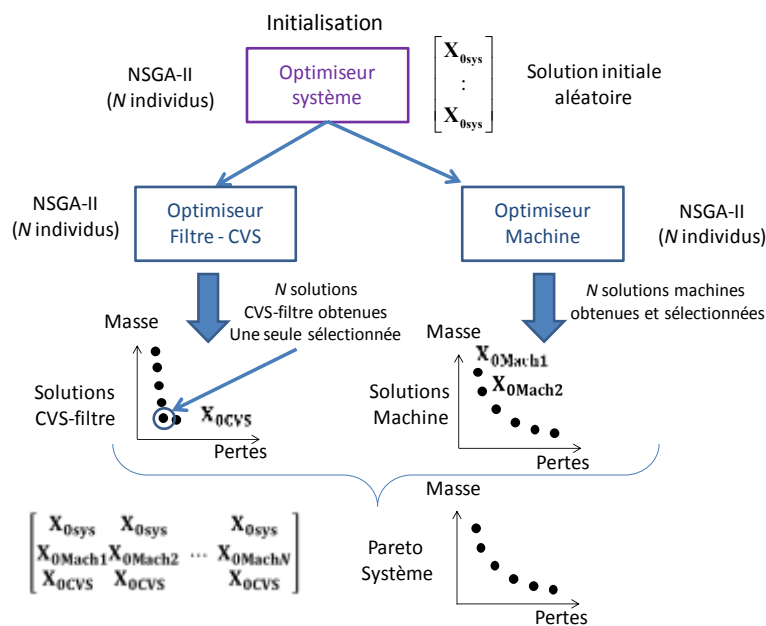 Initialisation
NSGA-II
(N individus)
Optimiseur
système
X0sys
:
X0sys
Solution initiale
aléatoire
NSGA-II
(N individus)
Optimiseur
Filtre - CVS
Optimiseur
Machine
NSGA-II
(N individus)
N solutions
CVS-filtre obtenues
Une seule sélectionnée
N solutions machines
obtenues et sélectionnées
Masse
Solutions
CVS-filtre
X0CVS
Pertes
Masse
X0Mach1
X0Mach2
Solutions
Machine
Pertes
X0sys X0sys X0sys
X0Mach1 X0Mach2 ... X0MachN
X0CVS X0CVS X0CVS
Masse
Pareto
Système
Pertes